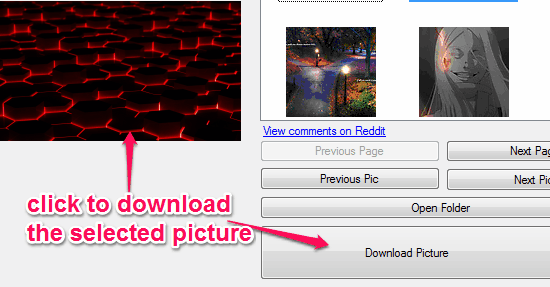 View comments on Reddit
Previous Page
Next Pag
Previous Pic
Next Pic
Open Folder
click to download
the selected picture
Download Picture